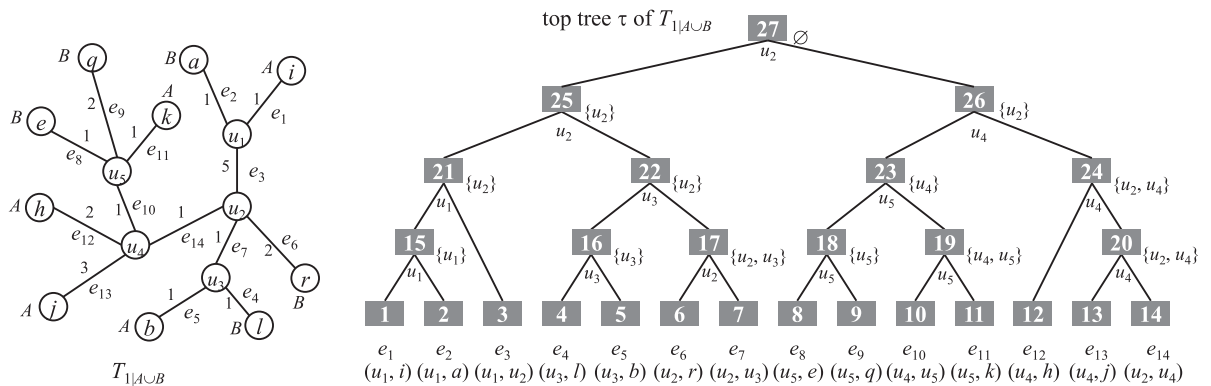 top tree τ of T1|A∪B
27 ∅
u2
25 {u2}
u2
26 {u2}
u4
21 {u2}
u1
22 {u2}
u3
23 {u4}
u5
24 {u2, u4}
u4
15 {u1}
u1
16 {u3}
u3
17 {u2, u3}
u2
18 {u5}
u5
19 {u4, u5}
u5
20 {u2, u4}
u4
1 2 3 4 5 6 7 8 9 10 11 12 13 14
e1 e2 e3 e4 e5 e6 e7 e8 e9 e10 e11 e12 e13 e14
(u1, i) (u1, a) (u1, u2) (u3, l) (u3, b) (u2, r) (u2, u3) (u5, e) (u5, q) (u4, u5) (u5, k) (u4, h) (u4, j) (u2, u4)
B q
B a
A i
2 e9
1 e2
1 e1
A k
B e
1 e8
1 e11
u1
u5
5 e3
A h
2 e12
1 e10
1 e14
u2
u4
3 e13
1 e7
2 e6
u3
r B
A j
1 e5
1 e4
A b
B l
T1|A∪B